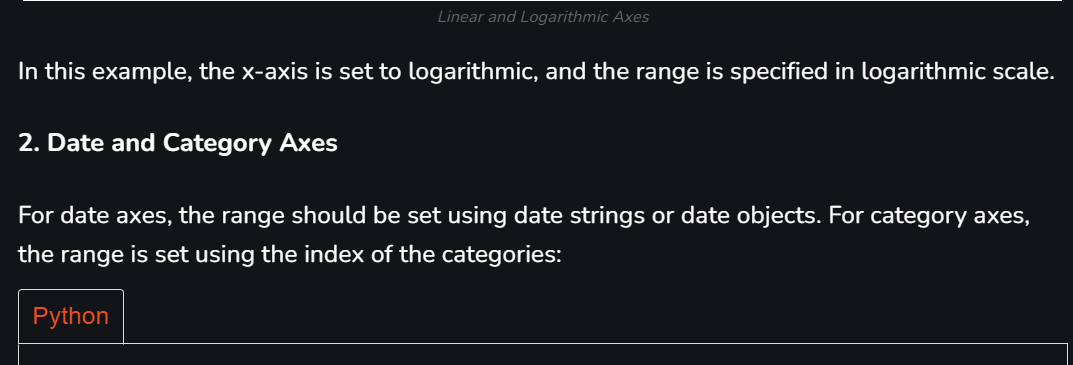 Linear and Logarithmic Axes
In this example, the x-axis is set to logarithmic, and the range is specified in logarithmic scale.
2. Date and Category Axes
For date axes, the range should be set using date strings or date objects. For category axes,
the range is set using the index of the categories:
Python